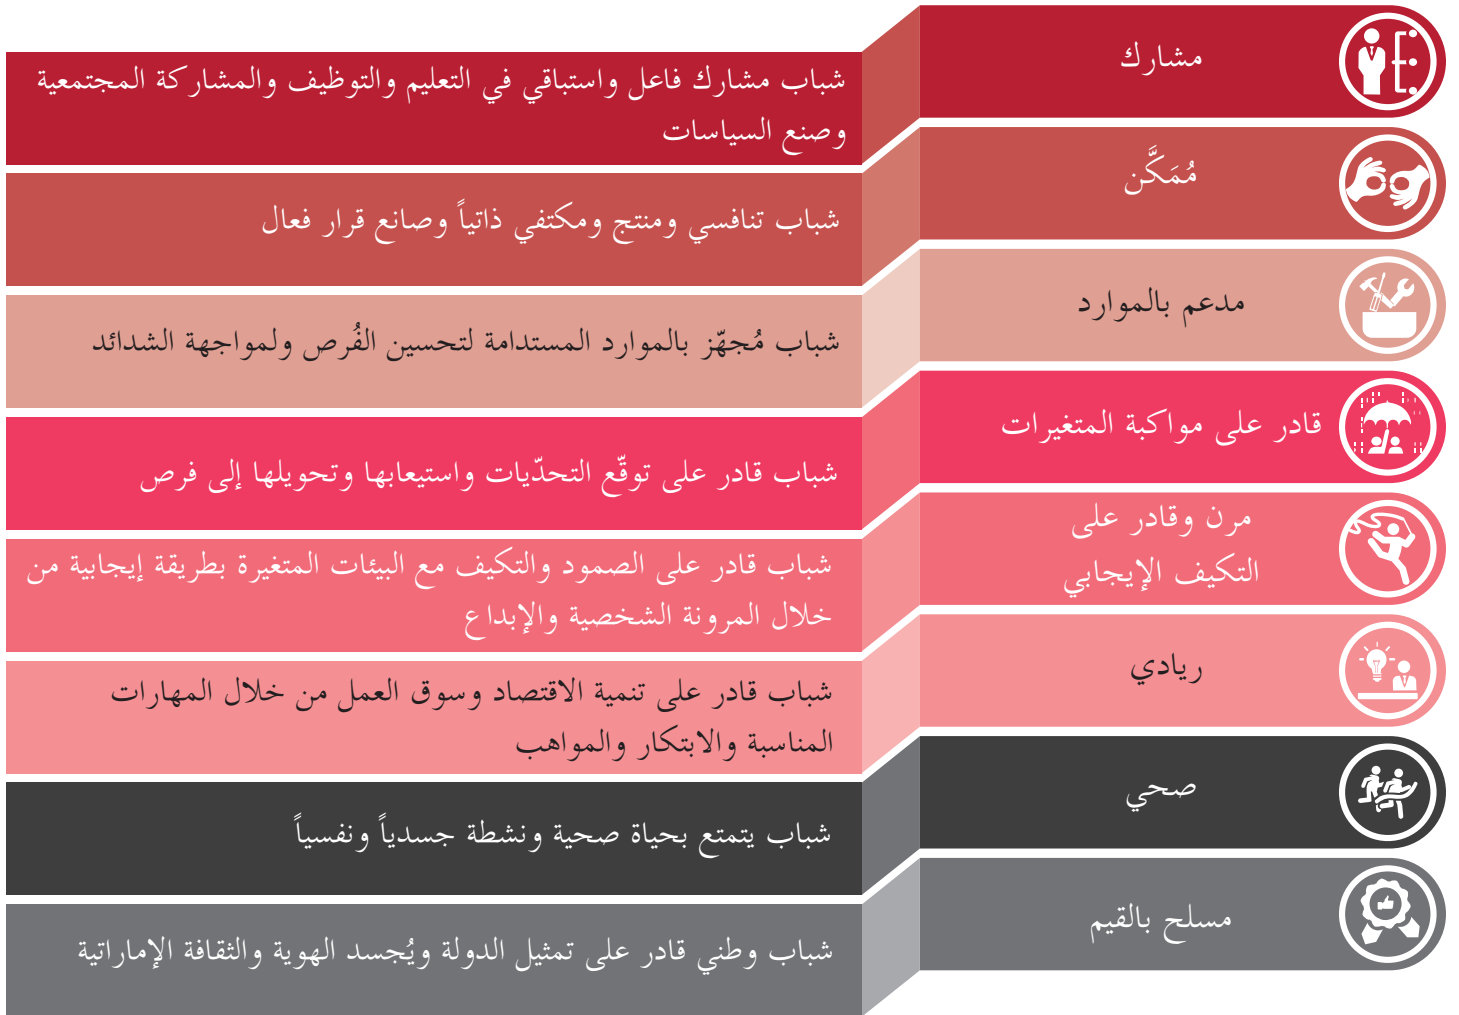 مشارك
شباب مشارك فاعل واستباقي في التعليم والتوظيف والمشاركة المجتمعية
وصنع السياسات
مُمَكَّن
شباب تنافسي ومنتج ومكتفي ذاتياً وصانع قرار فعال
مدعم بالموارد
شباب مُجهّز بالموارد المستدامة لتحسين الفُرص ولمواجهة الشدائد
قادر على مواكبة المتغيرات
شباب قادر على توقّع التحدّيات واستيعابها وتحويلها إلى فرص
مرن وقادر على
التكيف الإيجابي
شباب قادر على الصمود والتكيف مع البيئات المتغيرة بطريقة إيجابية من
خلال المرونة الشخصية والإبداع
ريادي
شباب قادر على تنمية الاقتصاد وسوق العمل من خلال المهارات
المناسبة والابتكار والمواهب
صحي
شباب يتمتع بحياة صحية ونشطة جسدياً ونفسياً
مسلح بالقيم
شباب وطني قادر على تمثيل الدولة ويُجسد الهوية والثقافة الإماراتية